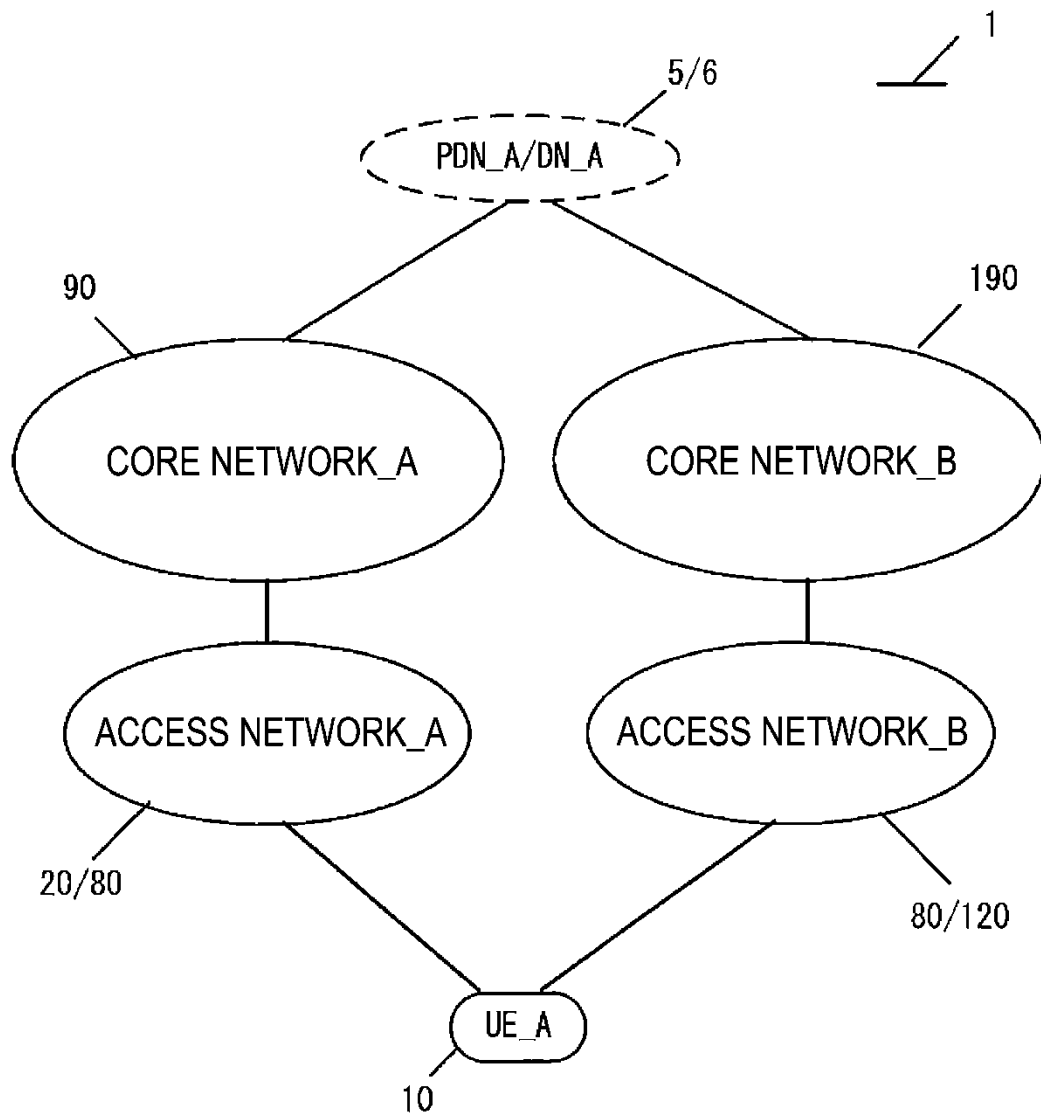 1
5/6
PDN_A/DN_A
90
190
CORE NETWORK_A
CORE NETWORK_B
ACCESS NETWORK_A
ACCESS NETWORK_B
20/80
80/120
UE_A
10